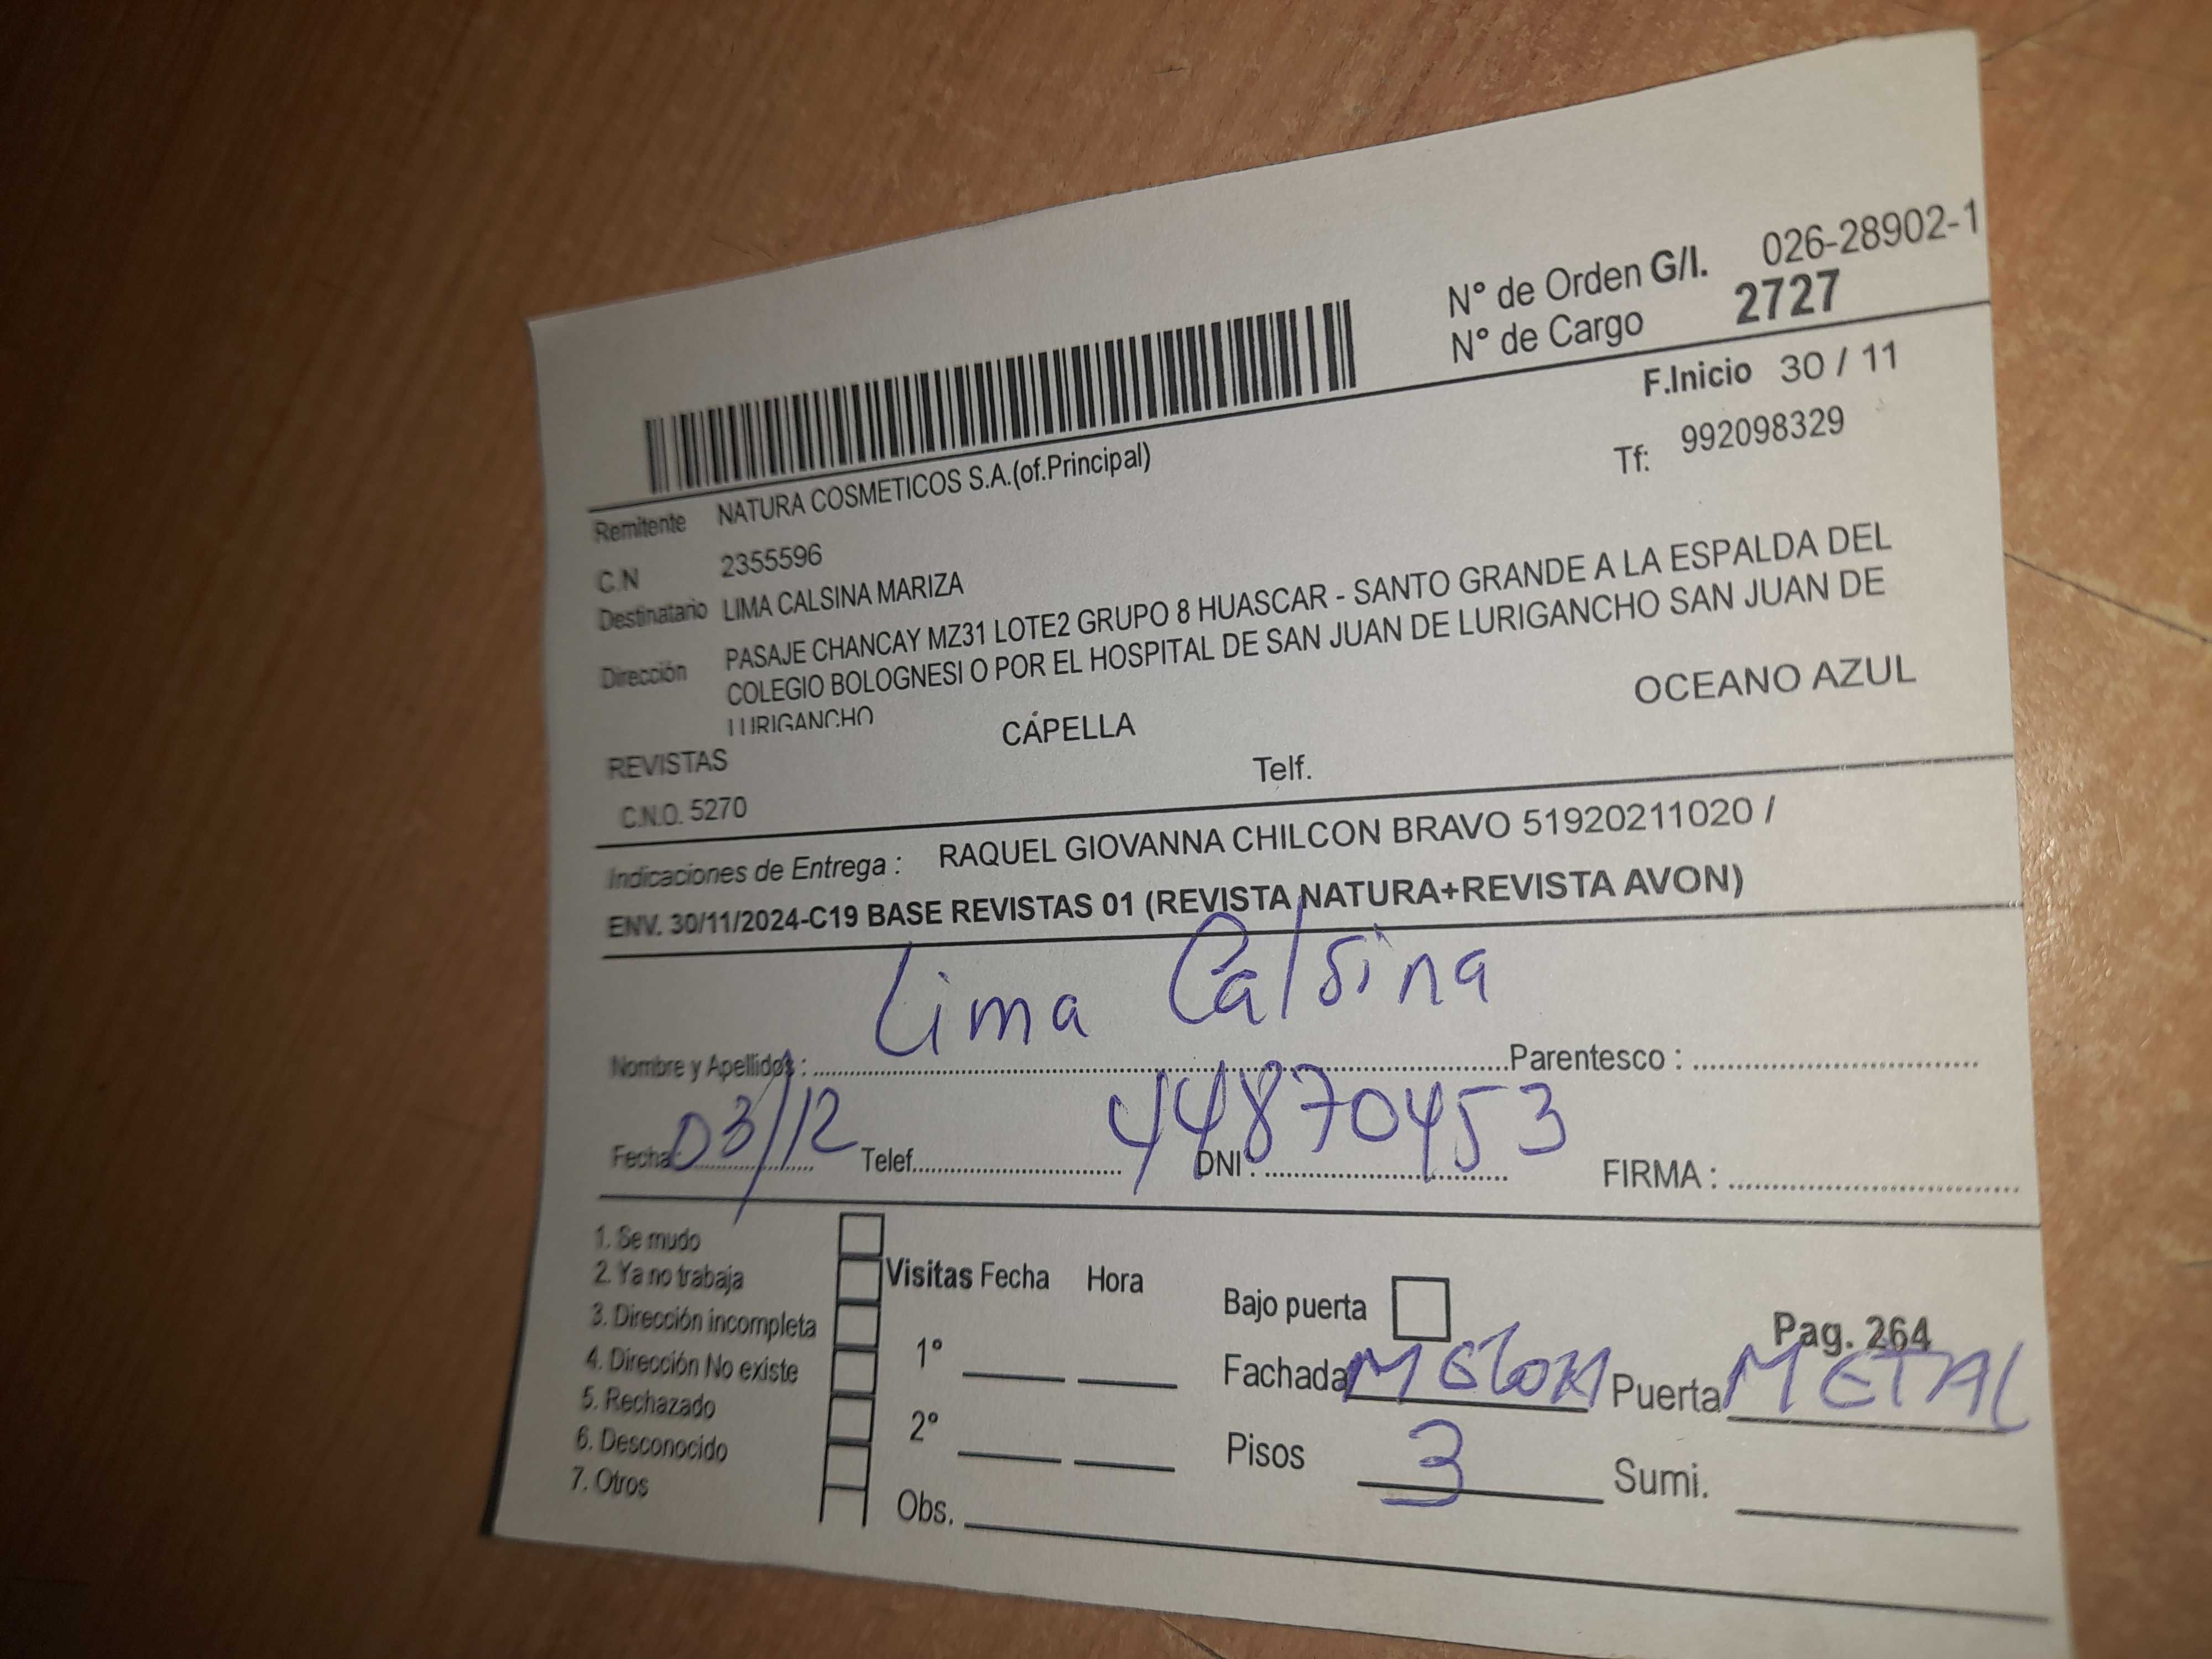 N° de Orden G/I. 026-28902-1
N° de Cargo 2727
F.Inicio 30 / 11
Remitente NATURA COSMETICOS S.A.(of.Principal)
Tf: 992098329
C.N 2355596
Destinatario LIMA CALSINA MARIZA
Dirección PASAJE CHANCAY MZ31 LOTE2 GRUPO 8 HUASCAR - SANTO GRANDE A LA ESPALDA DEL
COLEGIO BOLOGNESI O POR EL HOSPITAL DE SAN JUAN DE LURIGANCHO SAN JUAN DE
LURIGANCHO
REVISTAS CAPELLA OCEANO AZUL
C.N.O. 5270 Telf.
Indicaciones de Entrega : RAQUEL GIOVANNA CHILCON BRAVO 51920211020 /
ENV. 30/11/2024-C19 BASE REVISTAS 01 (REVISTA NATURA+REVISTA AVON)
Nombre y Apellidos : Lima Calsina Parentesco :
Fecha: 03/12 Telef. DNI : 44870453 FIRMA :
1. Se mudo
2. Ya no trabaja
3. Dirección incompleta
4. Dirección No existe
5. Rechazado
6. Desconocido
7. Otros
Visitas Fecha Hora
1°
2°
Obs.
Bajo puerta
Pag. 264
Fachada MELON Puerta METAL
Pisos 3 Sumi.